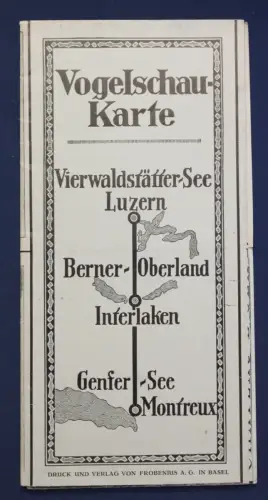 Vogelschau-
Karte
Vierwaldstätter-See
Luzern
Berner-Oberland
Interlaken
Genfer-See
Montreux
DRUCK UND VERLAG VON FROBENIUS A. G. IN BASEL